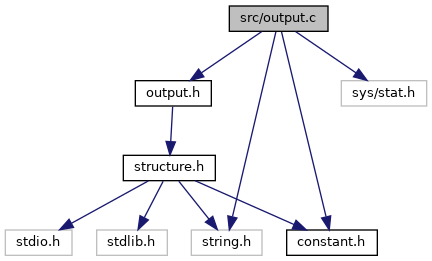 src/output.c
output.h
sys/stat.h
structure.h
stdio.h
stdlib.h
string.h
constant.h